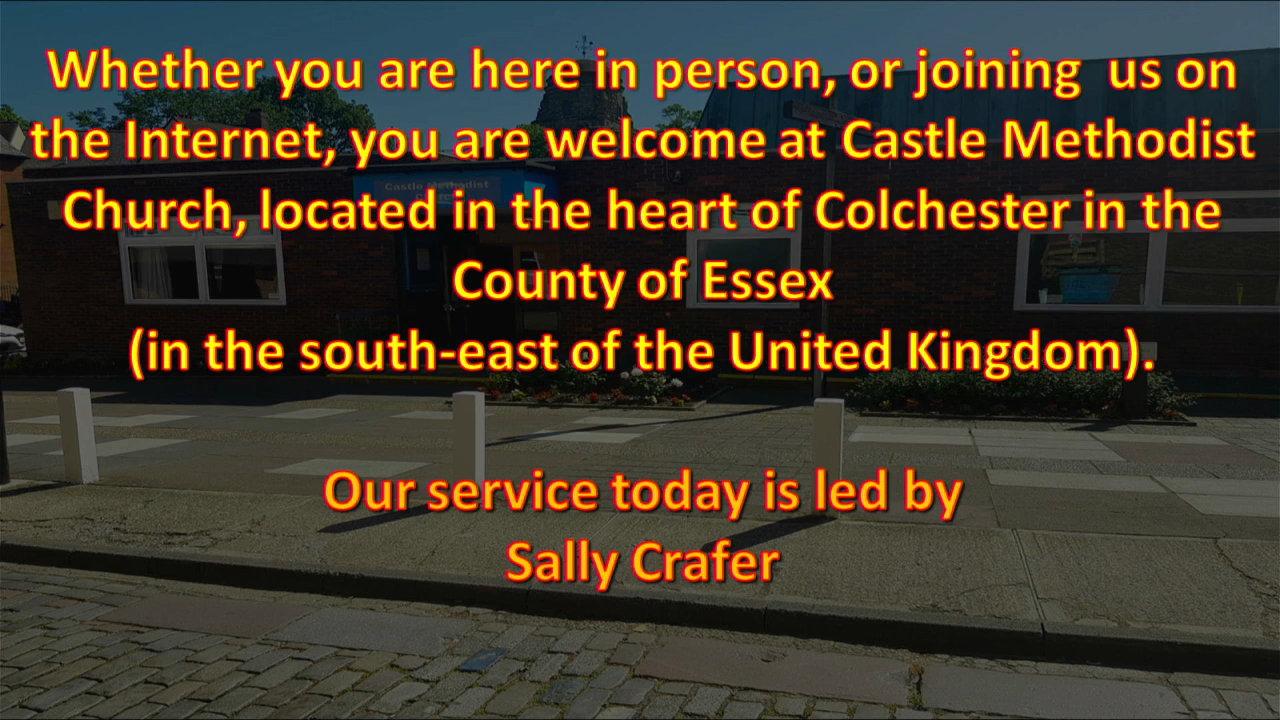 Whether you are here in person, or joining  us on
the Internet, you are welcome at Castle Methodist
Church, located in the heart of Colchester in the
County of Essex
(in the south-east of the United Kingdom).
Our service today is led by
Sally Crafer
Castle Methodist